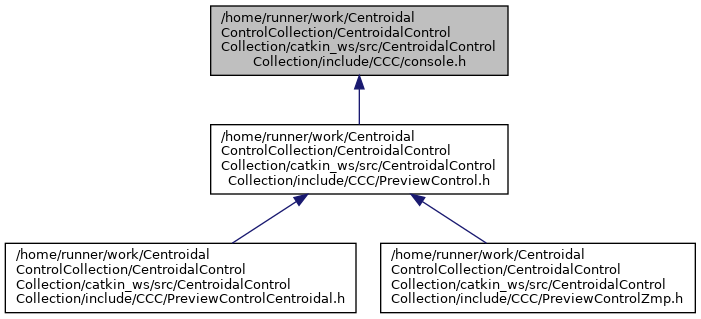 /home/runner/work/Centroidal
ControlCollection/CentroidalControl
Collection/catkin_ws/src/CentroidalControl
Collection/include/CCC/console.h
/home/runner/work/Centroidal
ControlCollection/CentroidalControl
Collection/catkin_ws/src/CentroidalControl
Collection/include/CCC/PreviewControl.h
/home/runner/work/Centroidal
ControlCollection/CentroidalControl
Collection/catkin_ws/src/CentroidalControl
Collection/include/CCC/PreviewControlCentroidal.h
/home/runner/work/Centroidal
ControlCollection/CentroidalControl
Collection/catkin_ws/src/CentroidalControl
Collection/include/CCC/PreviewControlZmp.h